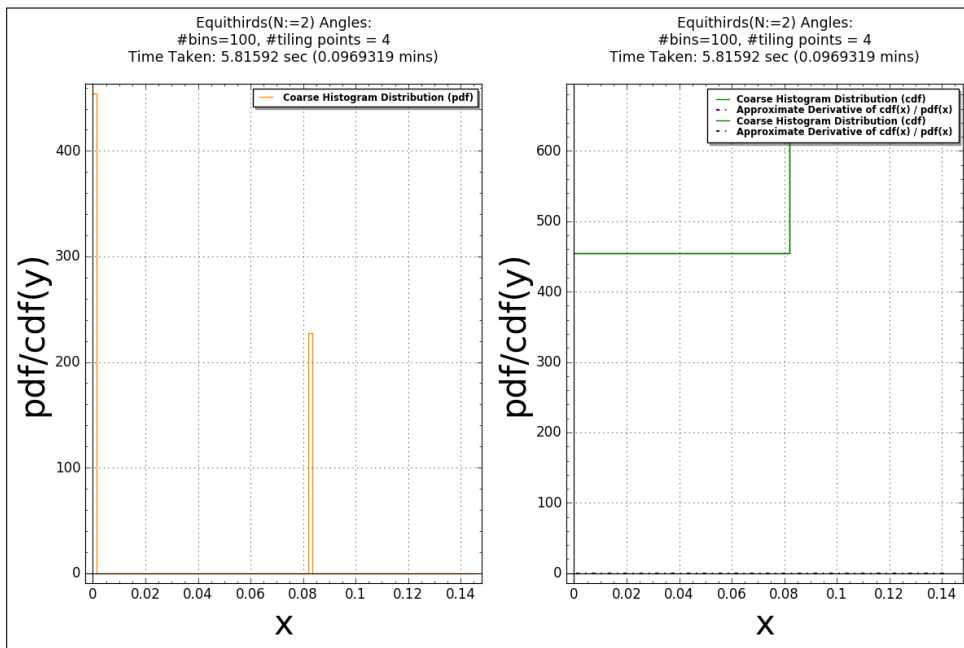 Equithirds(N:=2) Angles:
#bins=100, #tiling points = 4
Time Taken: 5.81592 sec (0.0969319 mins)
Coarse Histogram Distribution (pdf)
400
300
200
100
0
pdf/cdf(y)
0 0.02 0.04 0.06 0.08 0.1 0.12 0.14
x
Equithirds(N:=2) Angles:
#bins=100, #tiling points = 4
Time Taken: 5.81592 sec (0.0969319 mins)
Coarse Histogram Distribution (cdf)
Approximate Derivative of cdf(x) / pdf(x)
Coarse Histogram Distribution (cdf)
Approximate Derivative of cdf(x) / pdf(x)
600
500
400
300
200
100
0
pdf/cdf(y)
0 0.02 0.04 0.06 0.08 0.1 0.12 0.14
x